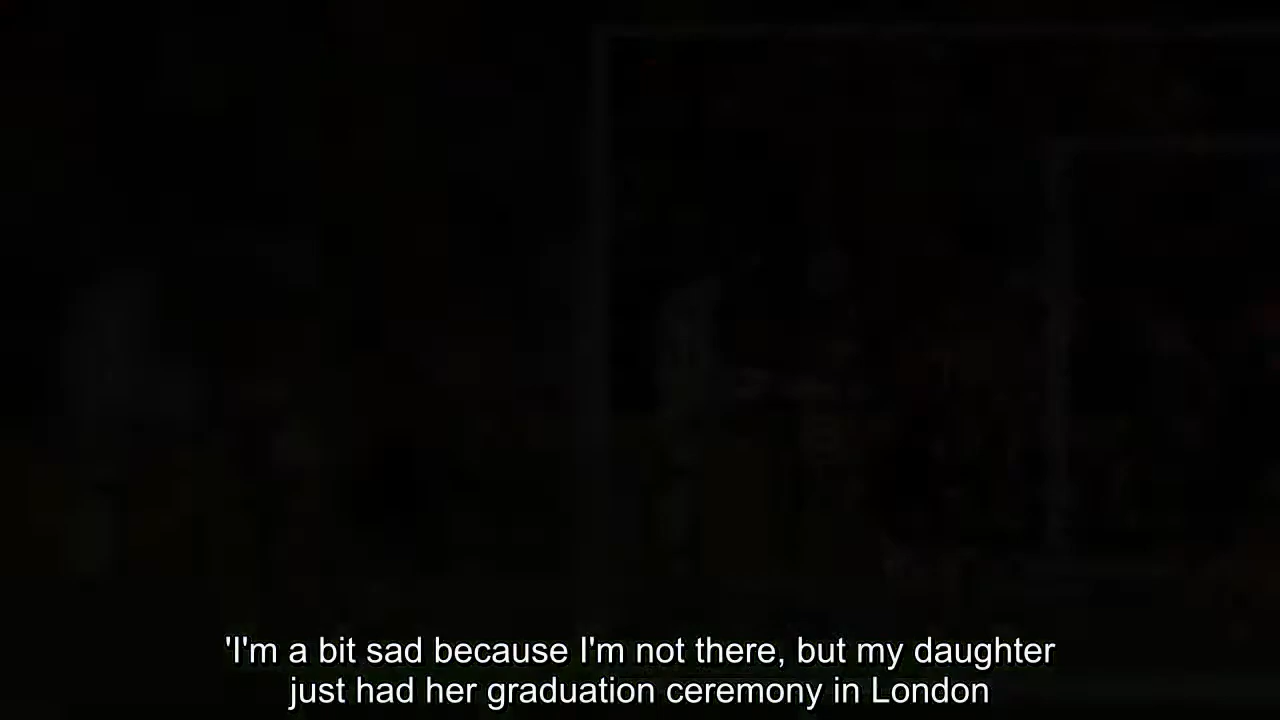 'I'm a bit sad because I'm not there, but my daughter
just had her graduation ceremony in London